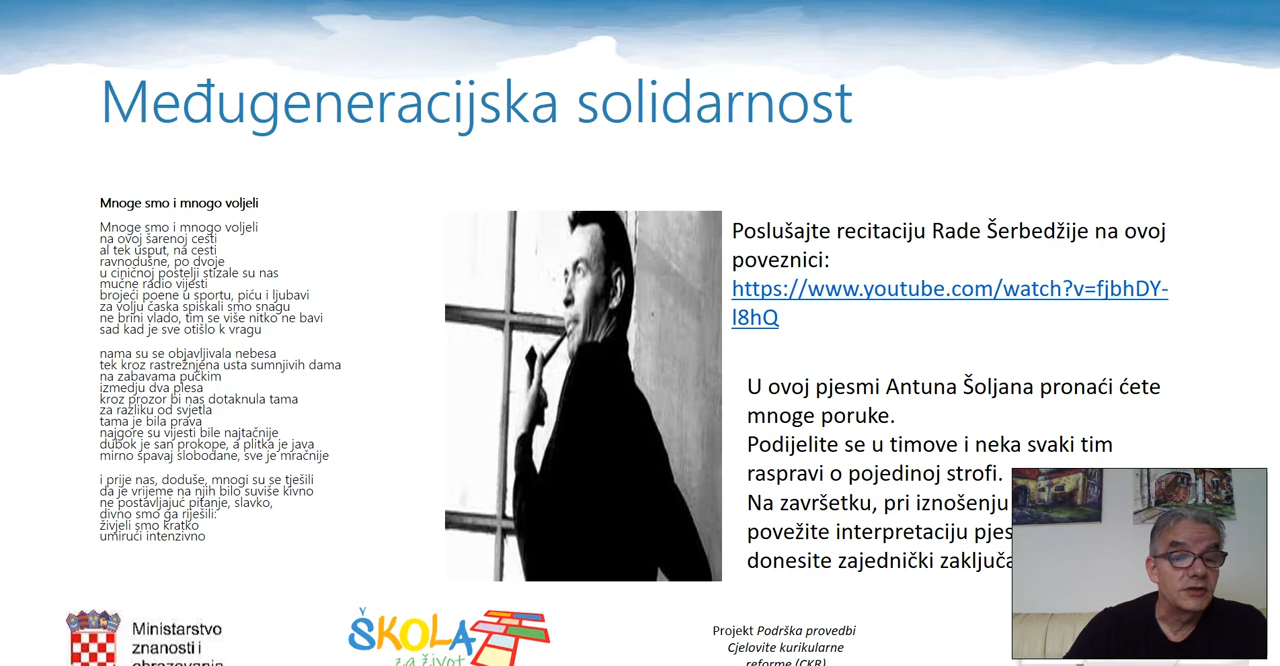 Međugeneracijska solidarnost
Mnoge smo i mnogo voljeli
Mnoge smo i mnogo voljeli
na ovoj šarenoj cesti
al tek usput, na cesti
ravnodušne, po dvoje
u ciničnoj postelji stizale su nas
mučne radio vijesti
brojeći poene u sportu, piću i ljubavi
za volju časka spiskali smo snagu
ne brini vlado, tim se više nitko ne bavi
sad kad je sve otišlo k vragu
nama su se objavljivala nebesa
tek kroz rastrežnjena usta sumnjivih dama
na zabavama pučkim
izmedju dva plesa
kroz prozor bi nas dotaknula tama
za razliku od svjetla
tama je bila prava
najgore su vijesti bile najtačnije
dubok je san prokope, a plitka je java
mirno spavaj slobodane, sve je mračnije
i prije nas, doduše, mnogi su se tješili
da je vrijeme na njih bilo suviše kivno
ne postavljajuć pitanje, slavko,
divno smo ga riješili:
živjeli smo kratko
umirući intenzivno
Poslušajte recitaciju Rade Šerbedžije na ovoj
poveznici:
https://www.youtube.com/watch?v=fjbhDY-
l8hQ
U ovoj pjesmi Antuna Šoljana pronaći ćete
mnoge poruke.
Podijelite se u timove i neka svaki tim
raspravi o pojedinoj strofi.
Na završetku, pri iznošenju
povežite interpretaciju
donesite zajednički
Ministarstvo
znanosti i
obrazovanja
ŠKOLA
za život
Projekt Podrška provedbi
Cjelovite kurikularne
reforme (CKR)